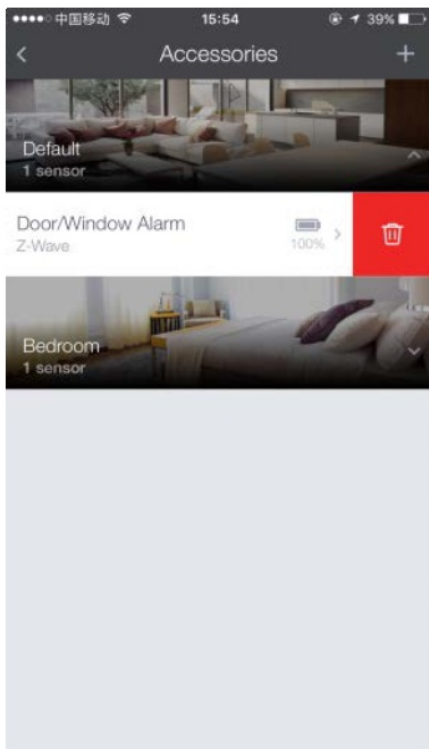 中国移动 15:54 39%
Accessories
Default
1 sensor
Door/Window Alarm
Z-Wave
100%
Bedroom
1 sensor